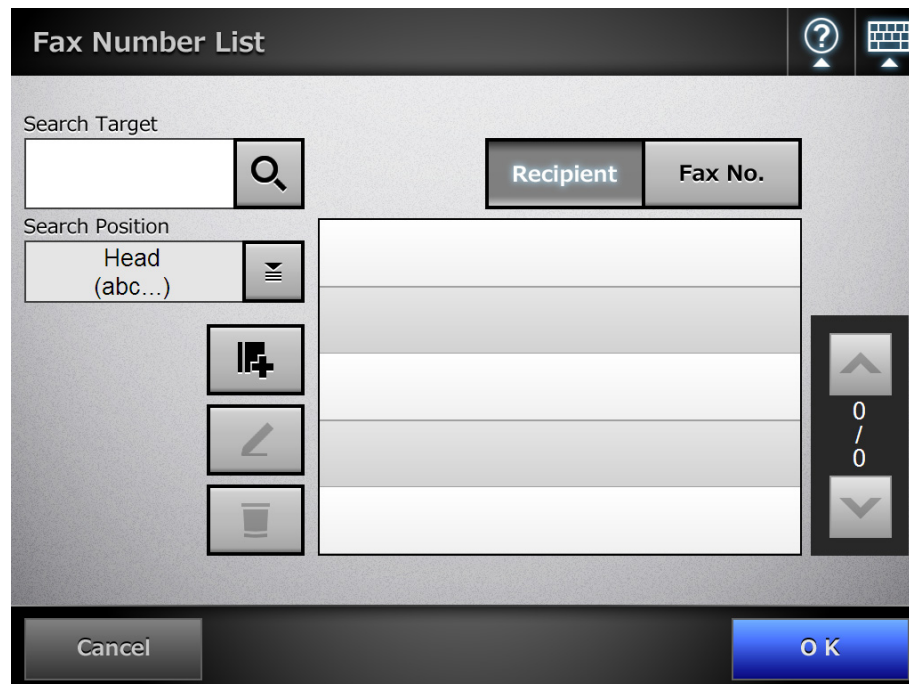 Fax Number List
?
Search Target
Recipient
Fax No.
Search Position
Head
(abc...)
0
/
0
Cancel
OK